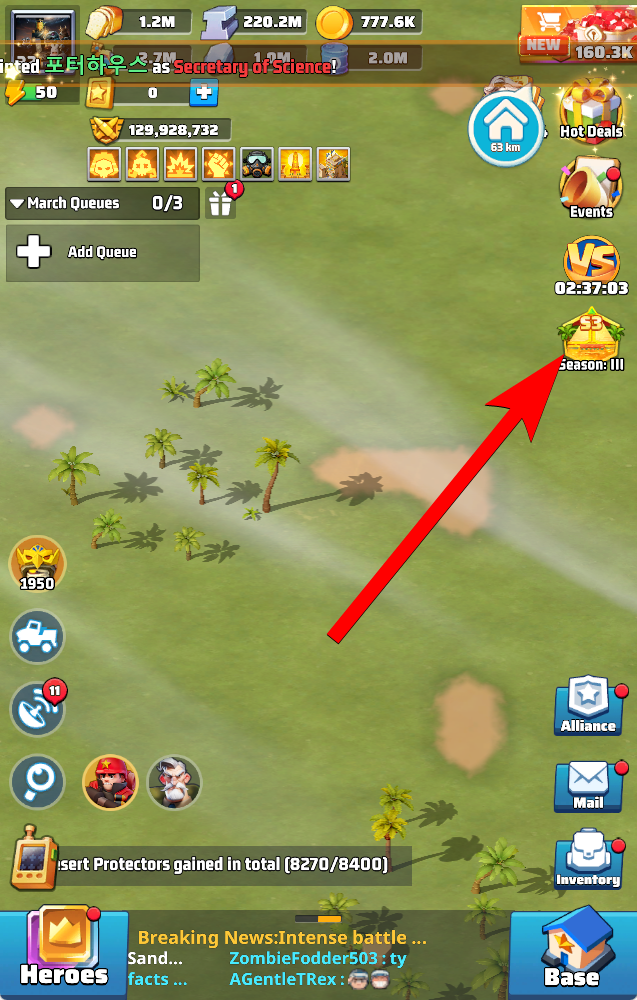 1.2M 220.2M 777.6K
2.7M 1.9M 2.0M
NEW 160.3K
포터하우스 as Secretary of Science!
50 0
129,928,732
63 km
Hot Deals
March Queues 0/3 1
Events
Add Queue
VS
02:37:03
S3
Season: III
1950
11
Alliance
Mail
esert Protectors gained in total (8270/8400)
Inventory
Breaking News:Intense battle ...
Sand... ZombieFodder503 : ty
facts ... AGentleTRex :
Heroes
Base